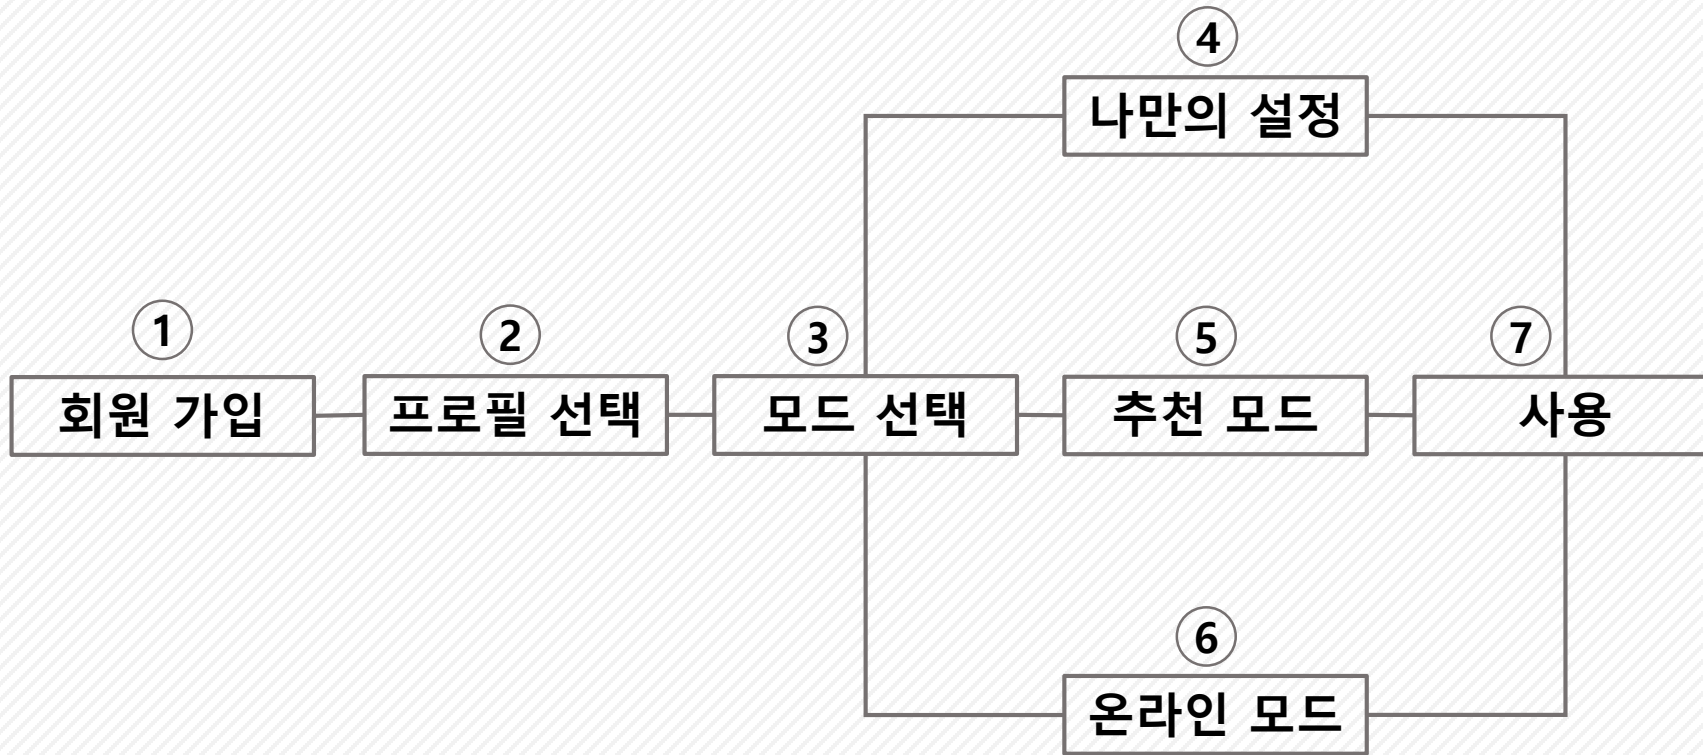 ④
나만의 설정
①
회원 가입
②
프로필 선택
③
모드 선택
⑤
추천 모드
⑦
사용
⑥
온라인 모드